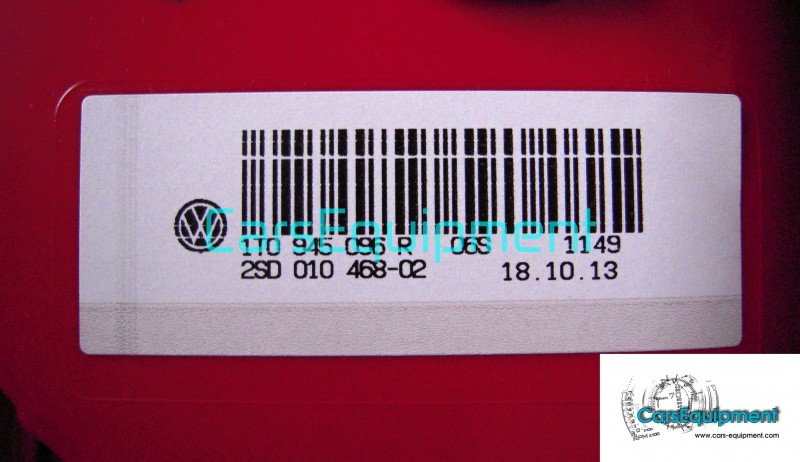 CarsEquipment
1T0 945 096 R 06S 1149
2SD 010 468-02 18.10.13
CarsEquipment
www.cars-equipment.com